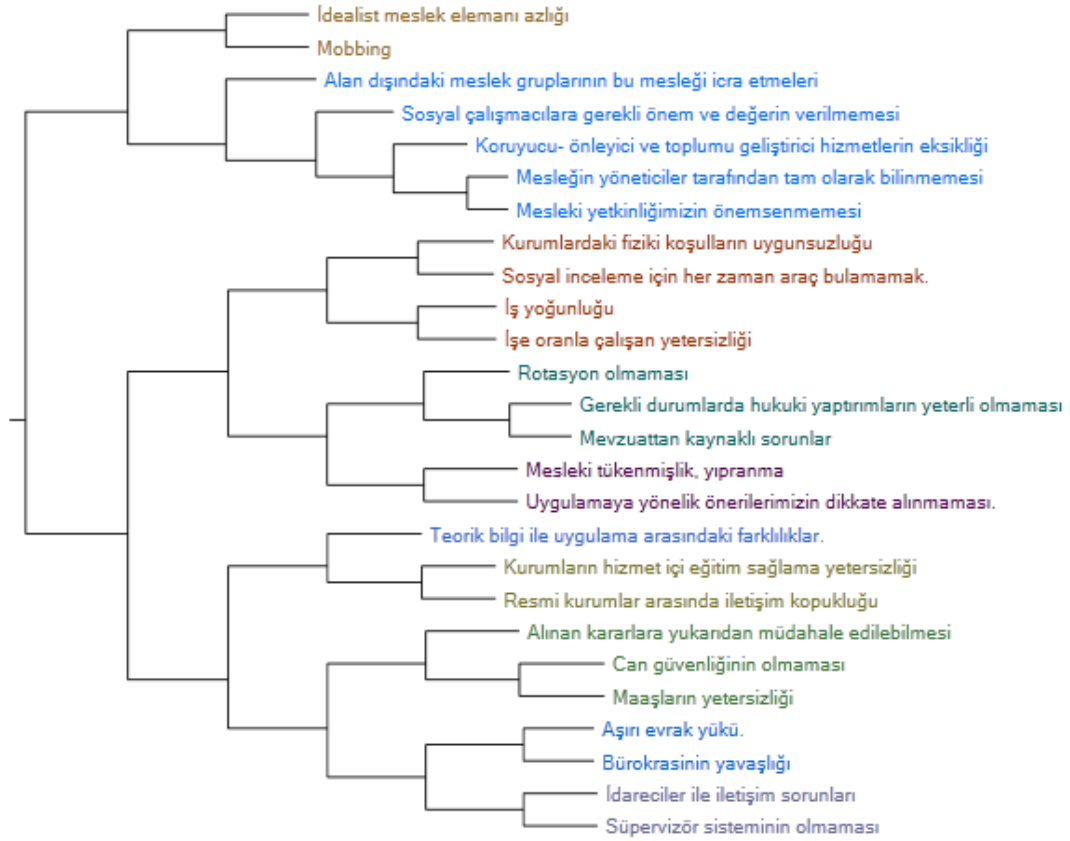 İdealist meslek elemanı azlığı
Mobbing
Alan dışındaki meslek gruplarının bu mesleği icra etmeleri
Sosyal çalışmacılara gerekli önem ve değerin verilmemesi
Koruyucu- önleyici ve toplumu geliştirici hizmetlerin eksikliği
Mesleğin yöneticiler tarafından tam olarak bilinmemesi
Mesleki yetkinliğimizin önemsenmemesi
Kurumlardaki fiziki koşulların uygunsuzluğu
Sosyal inceleme için her zaman araç bulamamak.
İş yoğunluğu
İşe oranla çalışan yetersizliği
Rotasyon olmaması
Gerekli durumlarda hukuki yaptırımların yeterli olmaması
Mevzuattan kaynaklı sorunlar
Mesleki tükenmişlik, yıpranma
Uygulamaya yönelik önerilerimizin dikkate alınmaması.
Teorik bilgi ile uygulama arasındaki farklılıklar.
Kurumların hizmet içi eğitim sağlama yetersizliği
Resmi kurumlar arasında iletişim kopukluğu
Alınan kararlara yukarıdan müdahale edilebilmesi
Can güvenliğinin olmaması
Maaşların yetersizliği
Aşırı evrak yükü.
Bürokrasinin yavaşlığı
İdareciler ile iletişim sorunları
Süpervizör sisteminin olmaması